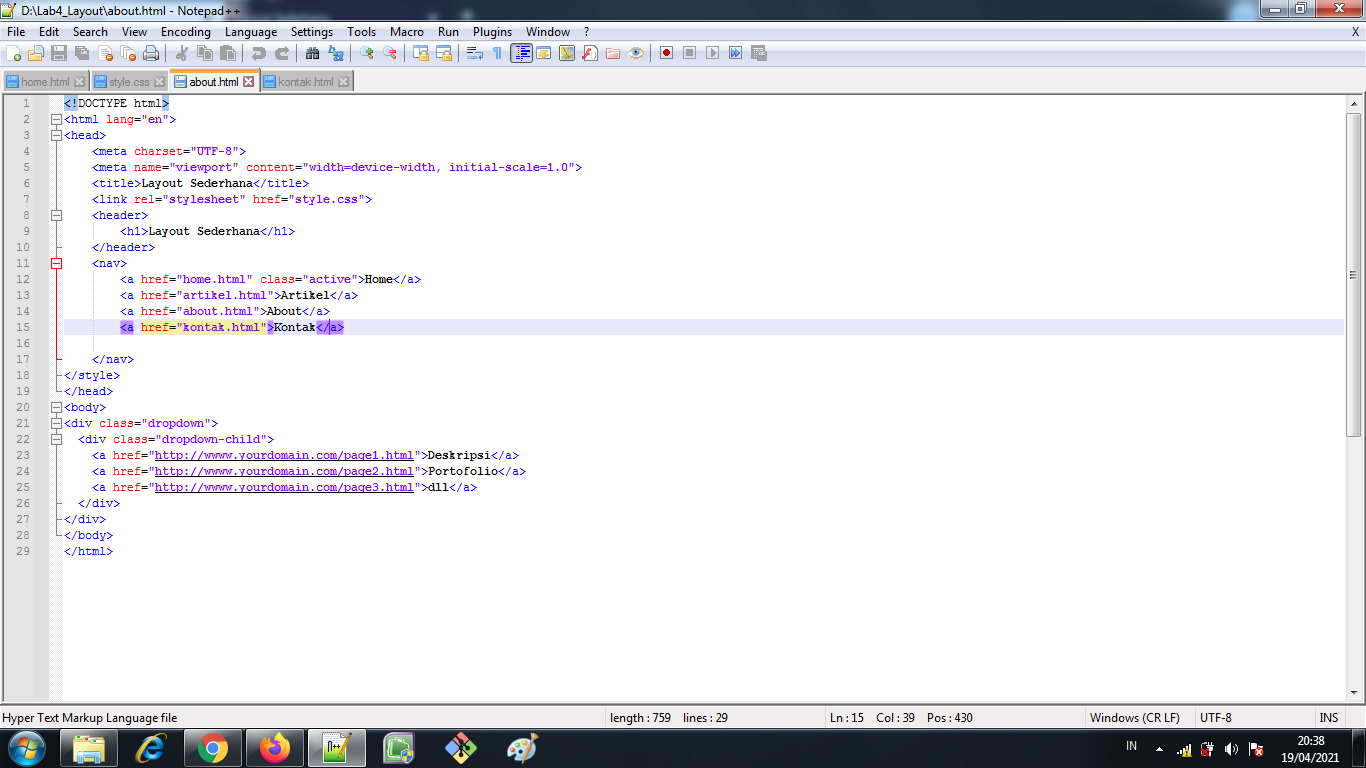 D:\Lab4_Layout\about.html - Notepad++
File Edit Search View Encoding Language Settings Tools Macro Run Plugins Window ? X
home.html style.css about.html kontak.html
1 <!DOCTYPE html>
2 <html lang="en">
3 <head>
4 <meta charset="UTF-8">
5 <meta name="viewport" content="width=device-width, initial-scale=1.0">
6 <title>Layout Sederhana</title>
7 <link rel="stylesheet" href="style.css">
8 <header>
9 <h1>Layout Sederhana</h1>
10 </header>
11 <nav>
12 <a href="home.html" class="active">Home</a>
13 <a href="artikel.html">Artikel</a>
14 <a href="about.html">About</a>
15 <a href="kontak.html">Kontak</a>
16
17 </nav>
18 </style>
19 </head>
20 <body>
21 <div class="dropdown">
22 <div class="dropdown-child">
23 <a href="http://wwww.yourdomain.com/page1.html">Deskripsi</a>
24 <a href="http://wwww.yourdomain.com/page2.html">Portofolio</a>
25 <a href="http://wwww.yourdomain.com/page3.html">dll</a>
26 </div>
27 </div>
28 </body>
29 </html>
Hyper Text Markup Language file length : 759 lines : 29 Ln : 15 Col : 39 Pos : 430 Windows (CR LF) UTF-8 INS
IN 20:38
19/04/2021